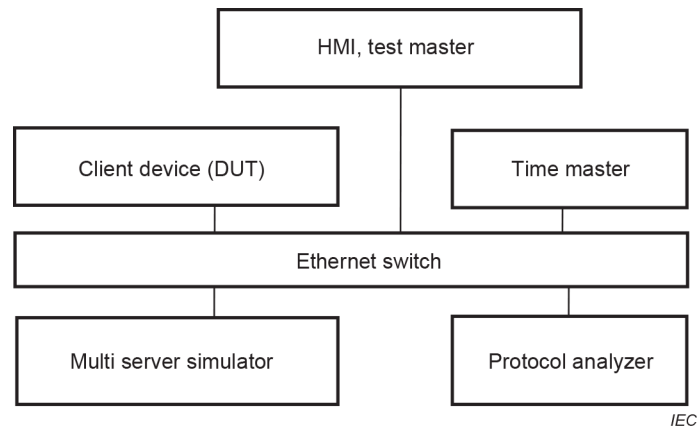 HMI, test master
Client device (DUT)
Time master
Ethernet switch
Multi server simulator
Protocol analyzer
IEC